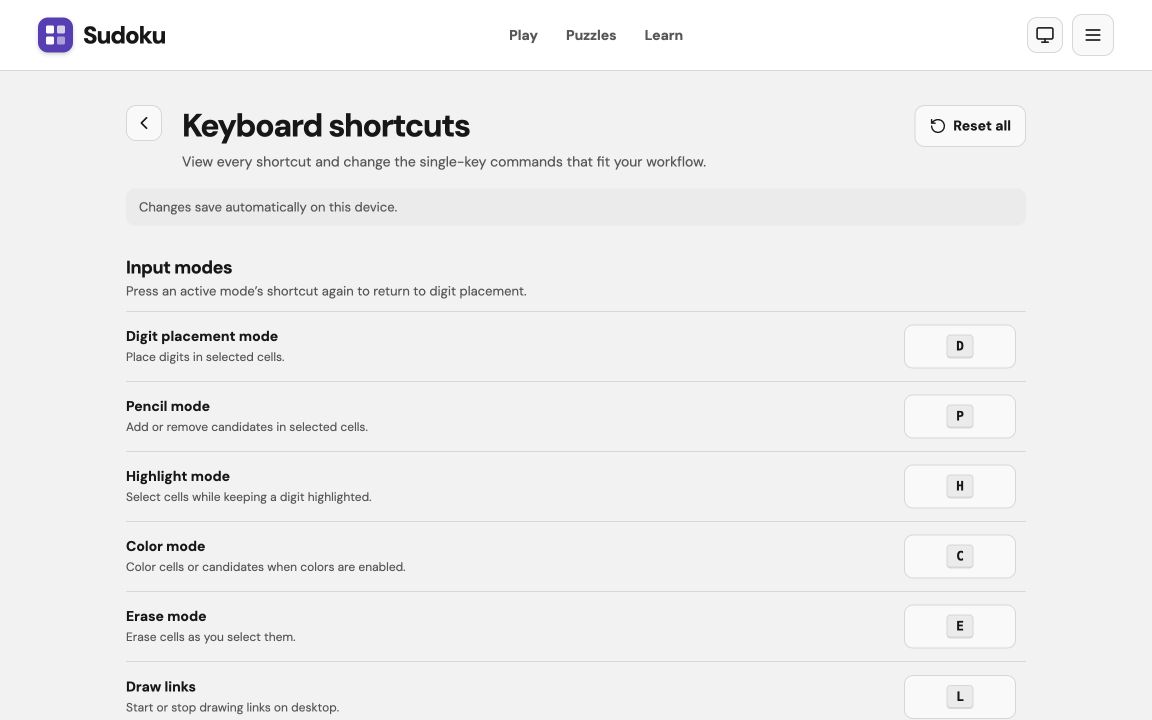 Sudoku
Play
Puzzles
Learn
Keyboard shortcuts
Reset all
View every shortcut and change the single-key commands that fit your workflow.
Changes save automatically on this device.
Input modes
Press an active mode’s shortcut again to return to digit placement.
Digit placement mode
Place digits in selected cells.
D
Pencil mode
Add or remove candidates in selected cells.
P
Highlight mode
Select cells while keeping a digit highlighted.
H
Color mode
Color cells or candidates when colors are enabled.
C
Erase mode
Erase cells as you select them.
E
Draw links
Start or stop drawing links on desktop.
L